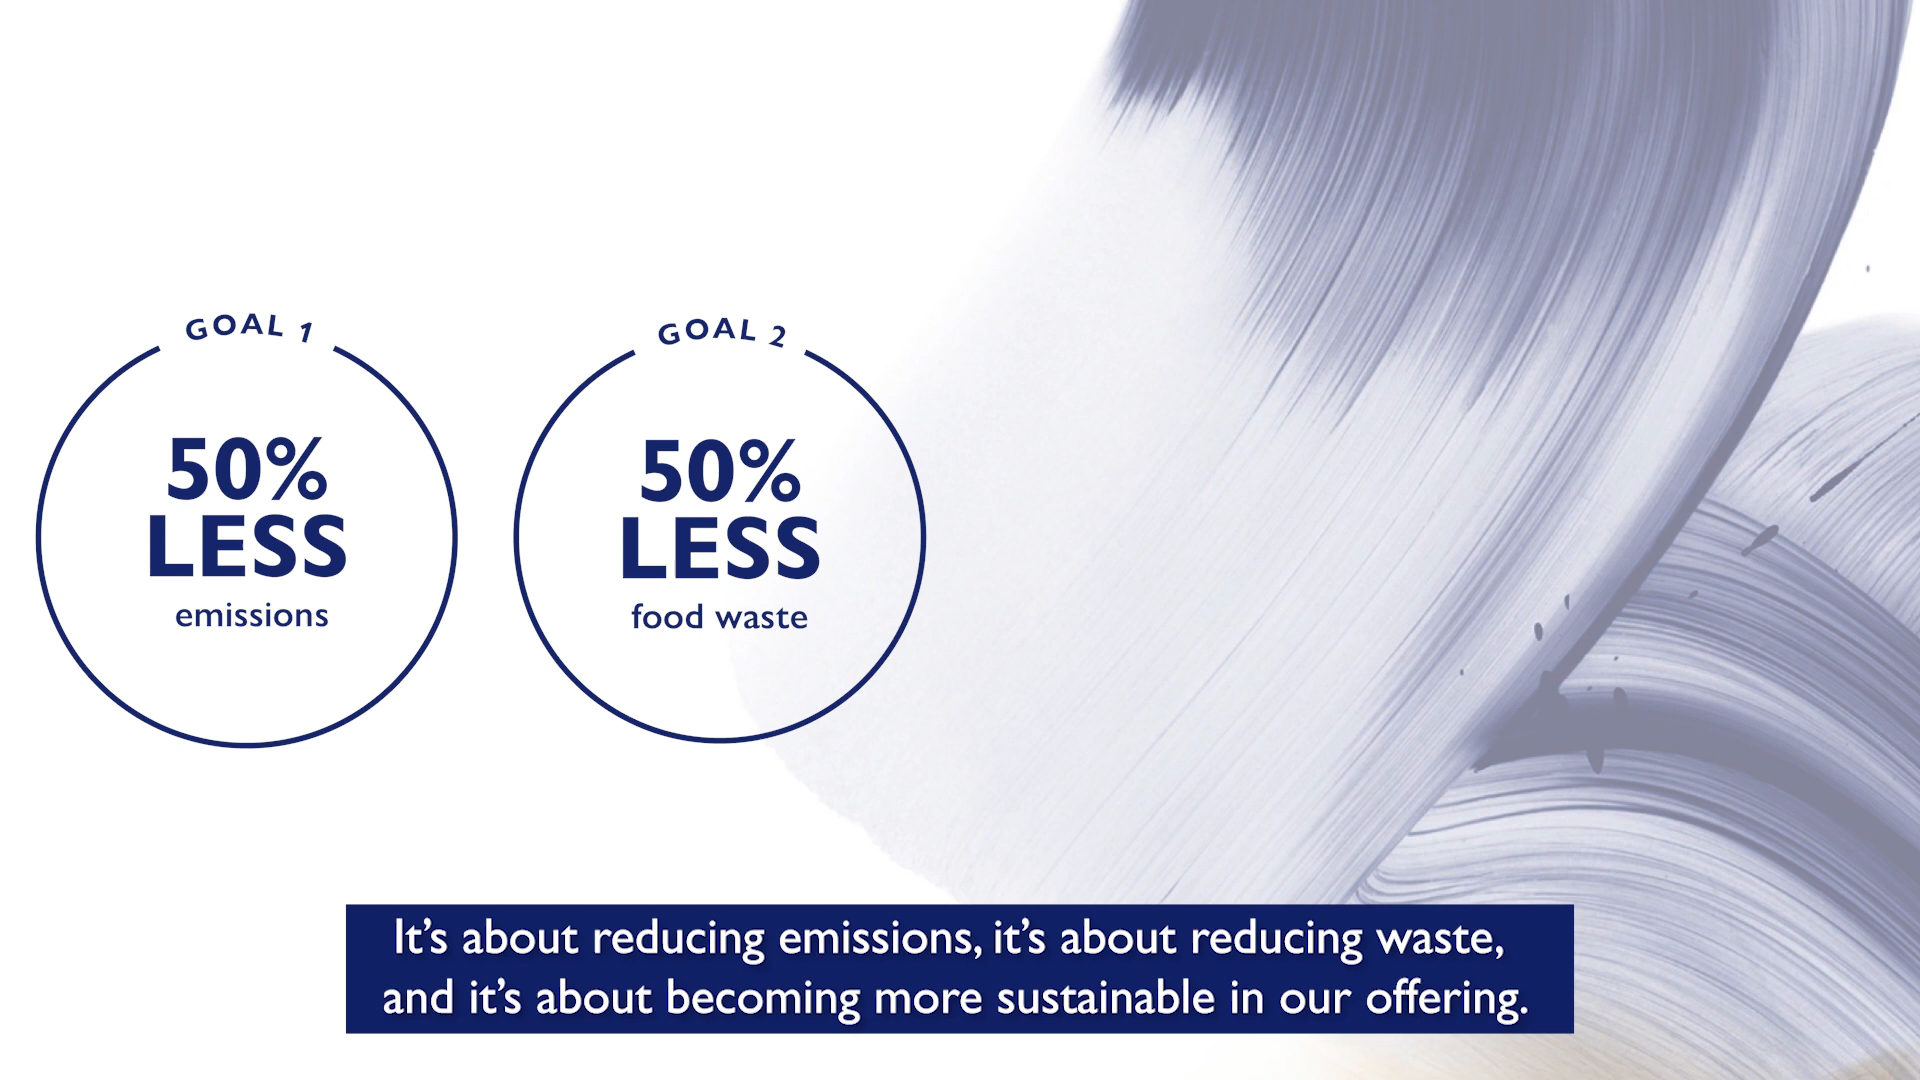 GOAL 1
50%
LESS
emissions
GOAL 2
50%
LESS
food waste
It's about reducing emissions, it's about reducing waste,
and it's about becoming more sustainable in our offering.